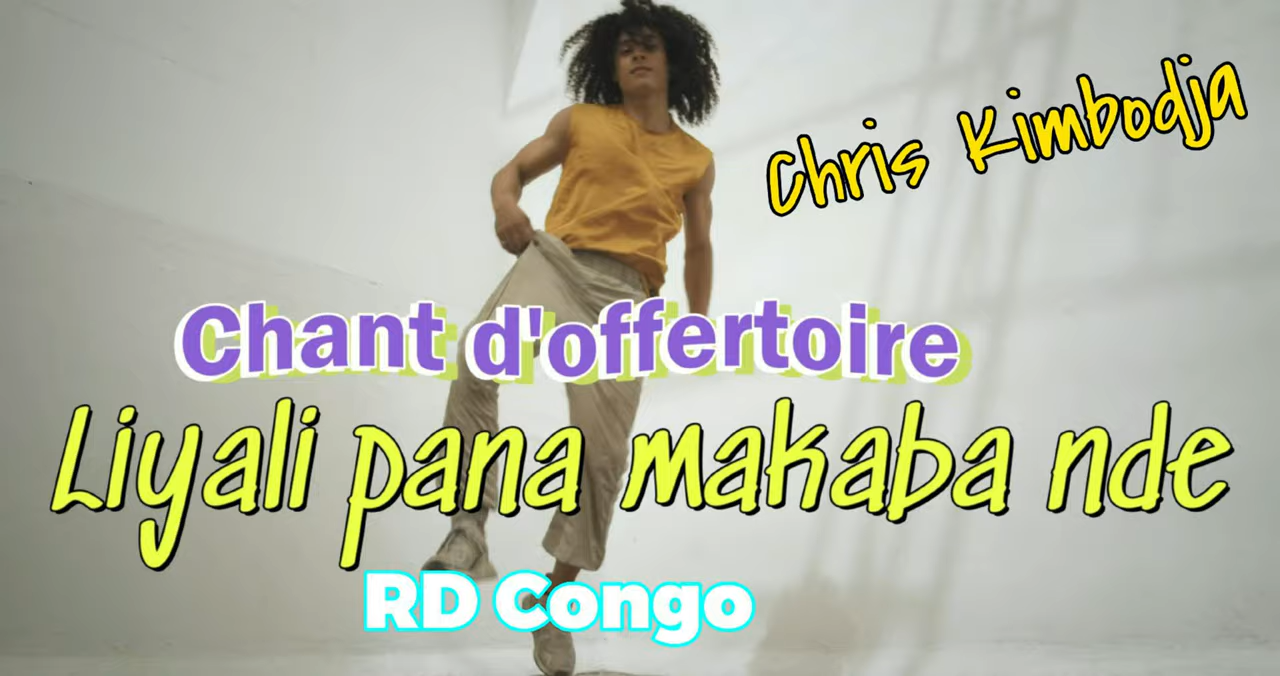 Chris Kimbodja
Chant d'offertoire
Liyali pana makaba nde
RD Congo